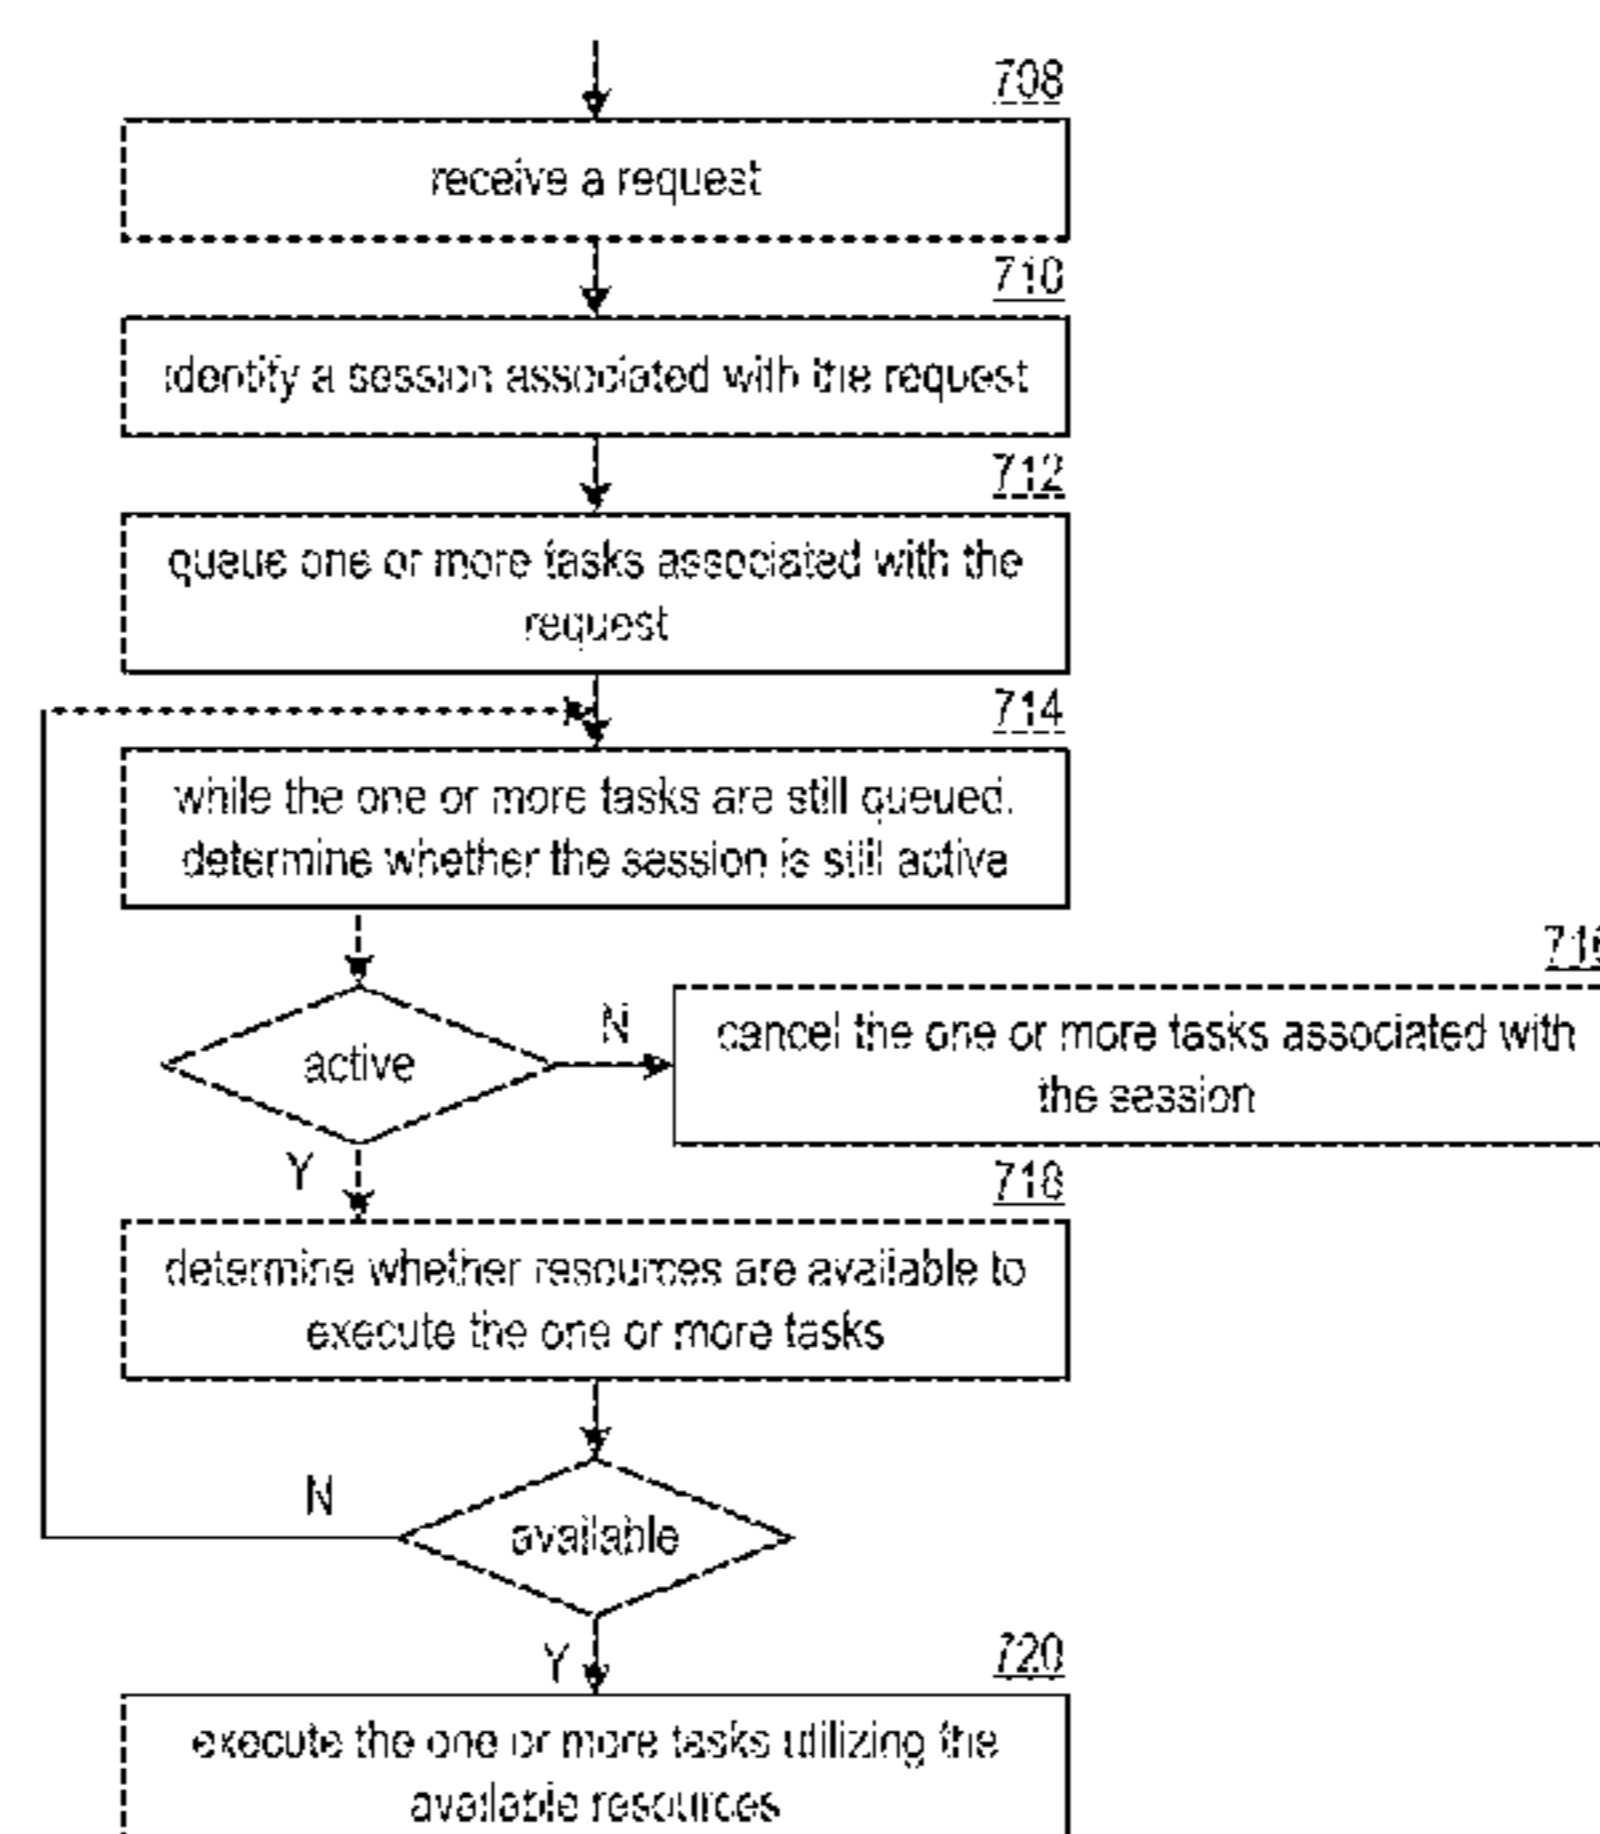 708
receive a request
710
identify a session associated with the request
712
queue one or more tasks associated with the
request
714
while the one or more tasks are still queued,
determine whether the session is still active
active
N
cancel the one or more tasks associated with
the session
Y
718
determine whether resources are available to
execute the one or more tasks
N
available
Y
720
execute the one or more tasks utilizing the
available resources